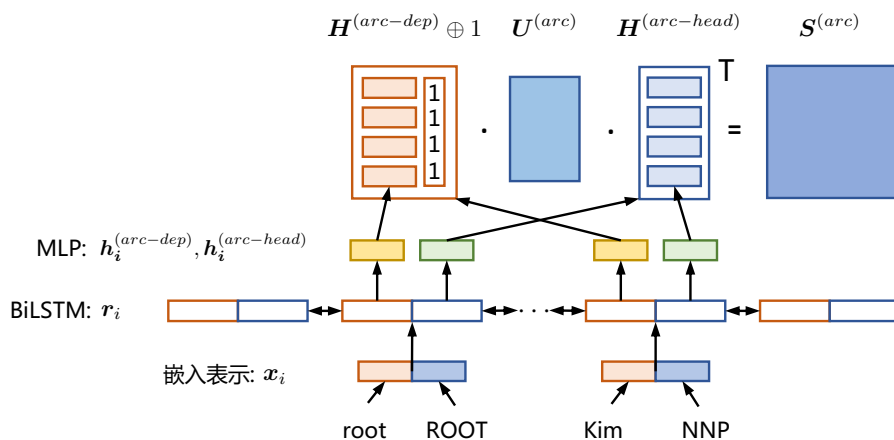 H^(arc−dep) ⊕ 1 U^(arc) H^(arc−head) S^(arc)
T
1
1
1
1
· · =
MLP: h_i^(arc−dep), h_i^(arc−head)
BiLSTM: r_i
· · ·
嵌入表示: x_i
root ROOT Kim NNP